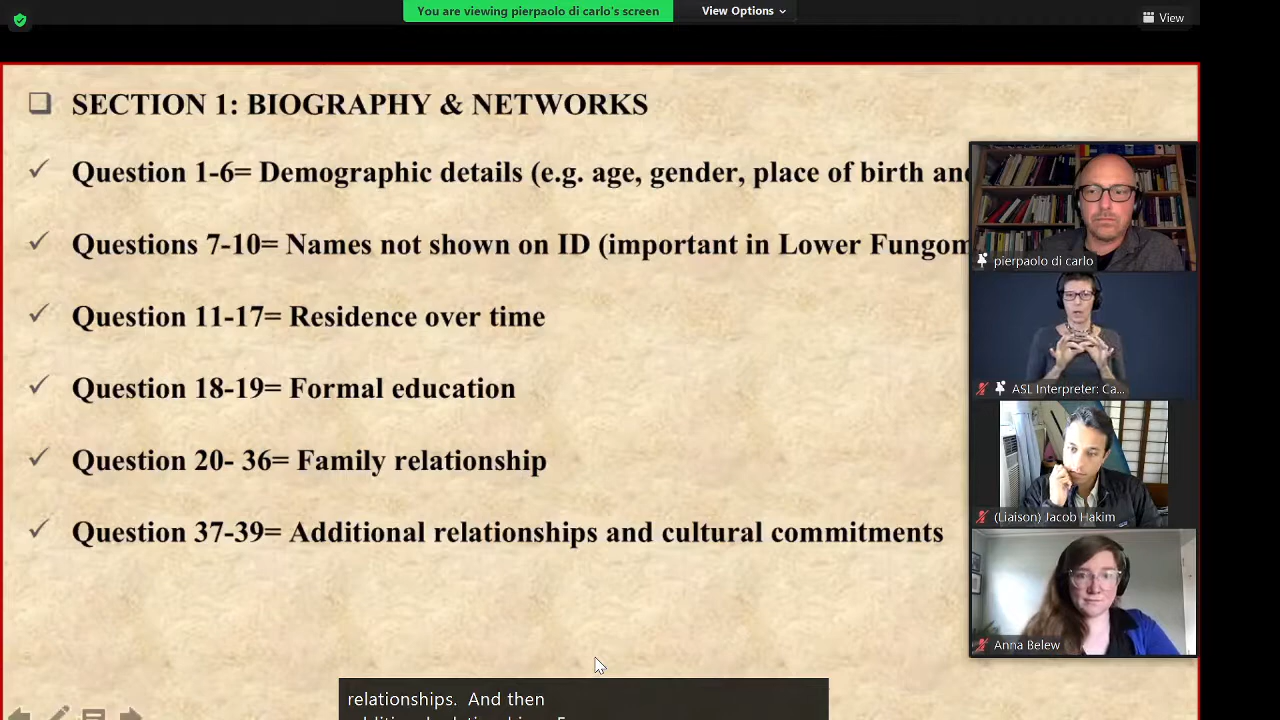 You are viewing pierpaolo di carlo's screen
View Options
View
SECTION 1: BIOGRAPHY & NETWORKS
Question 1-6= Demographic details (e.g. age, gender, place of birth and
Questions 7-10= Names not shown on ID (important in Lower Fungom
Question 11-17= Residence over time
Question 18-19= Formal education
Question 20- 36= Family relationship
Question 37-39= Additional relationships and cultural commitments
pierpaolo di carlo
ASL Interpreter: Ca...
(Liaison) Jacob Hakim
Anna Belew
relationships. And then